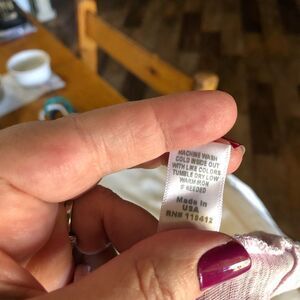 MACHINE WASH
COLD INSIDE OUT
WITH LIKE COLORS
TUMBLE DRY LOW
WARM IRON
IF NEEDED
Made in
USA
RN# 119412